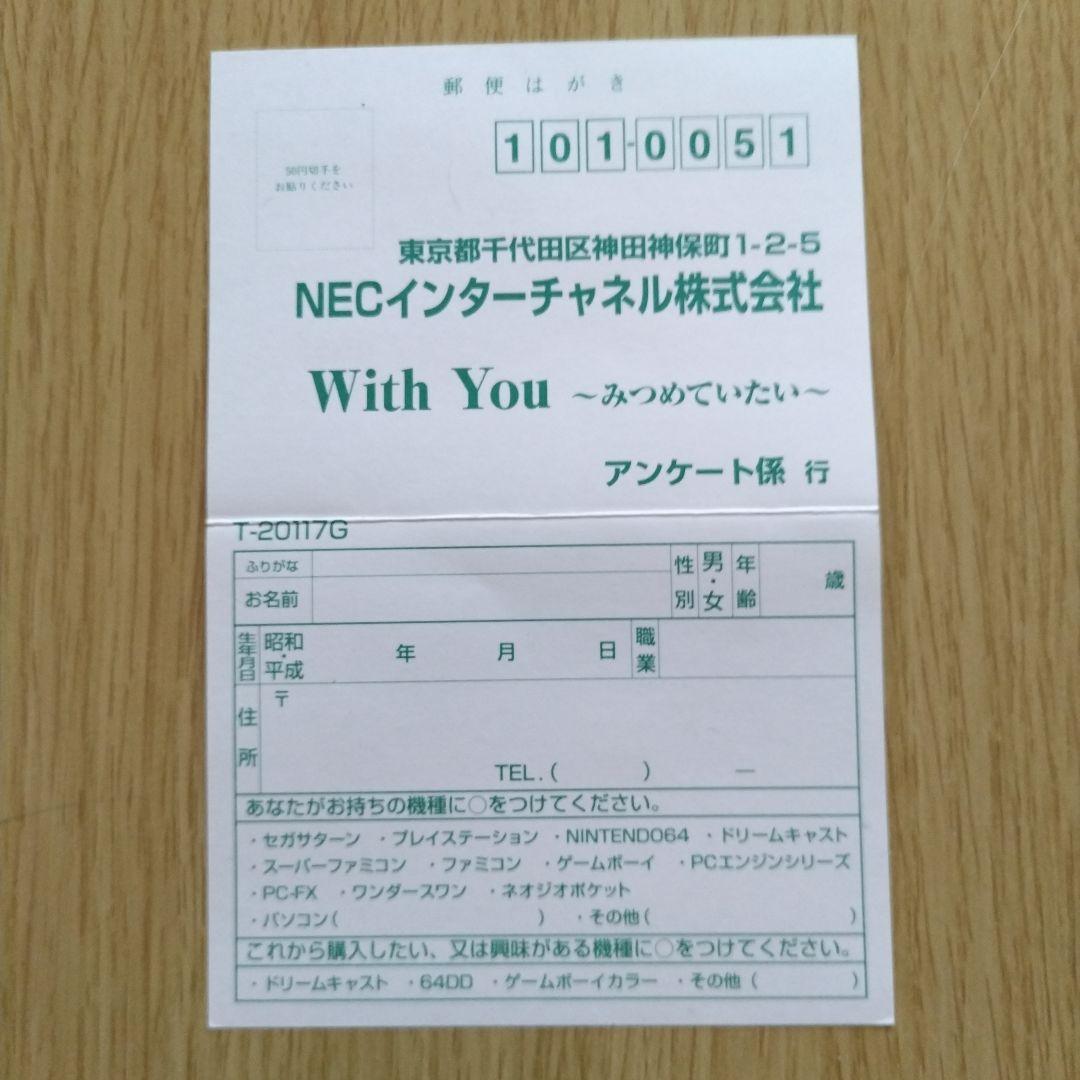 郵便はがき
50円切手を
お貼りください
101-0051
東京都千代田区神田神保町1-2-5
NECインターチャネル株式会社
With You ～みつめていたい～
アンケート係 行
T-20117G
ふりがな
お名前
性別
男・女
年齢
歳
生年月日
昭和・平成
年 月 日
職業
住所
〒
TEL.( ) ―
あなたがお持ちの機種に○をつけてください。
・セガサターン ・プレイステーション ・NINTENDO64 ・ドリームキャスト
・スーパーファミコン ・ファミコン ・ゲームボーイ ・PCエンジンシリーズ
・PC-FX ・ワンダースワン ・ネオジオポケット
・パソコン( ) ・その他( )
これから購入したい、又は興味がある機種に○をつけてください。
・ドリームキャスト ・64DD ・ゲームボーイカラー ・その他( )